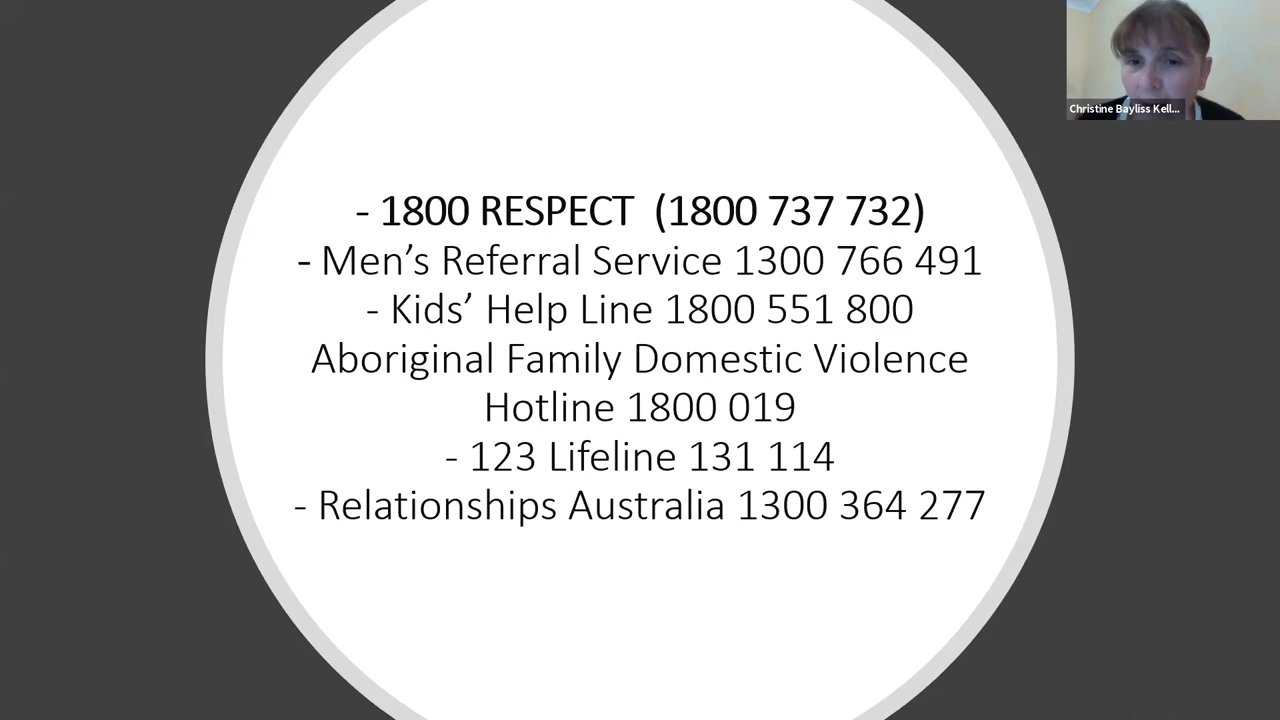 Christine Bayliss Kell...
- 1800 RESPECT  (1800 737 732)
- Men’s Referral Service 1300 766 491
- Kids’ Help Line 1800 551 800
Aboriginal Family Domestic Violence
Hotline 1800 019
- 123 Lifeline 131 114
- Relationships Australia 1300 364 277